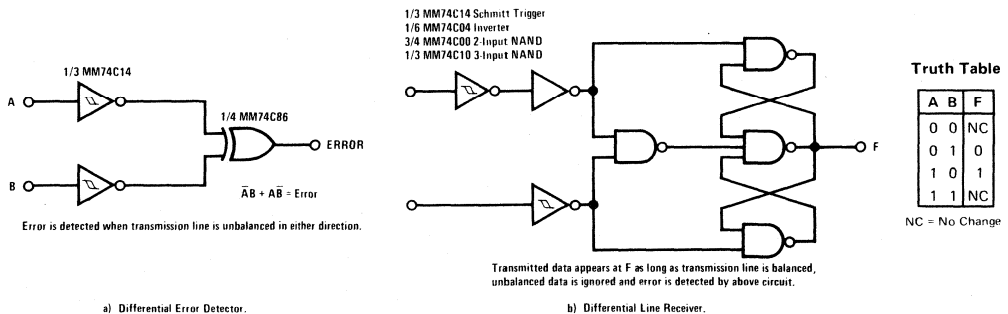 1/3 MM74C14
A
B
1/4 MM74C86
ERROR
A̅B + AB̅ = Error
Error is detected when transmission line is unbalanced in either direction.
a) Differential Error Detector.
1/3 MM74C14 Schmitt Trigger
1/6 MM74C04 Inverter
3/4 MM74C00 2-Input NAND
1/3 MM74C10 3-Input NAND
F
Transmitted data appears at F as long as transmission line is balanced,
unbalanced data is ignored and error is detected by above circuit.
b) Differential Line Receiver.
Truth Table
A B F
0 0 NC
0 1 0
1 0 1
1 1 NC
NC = No Change